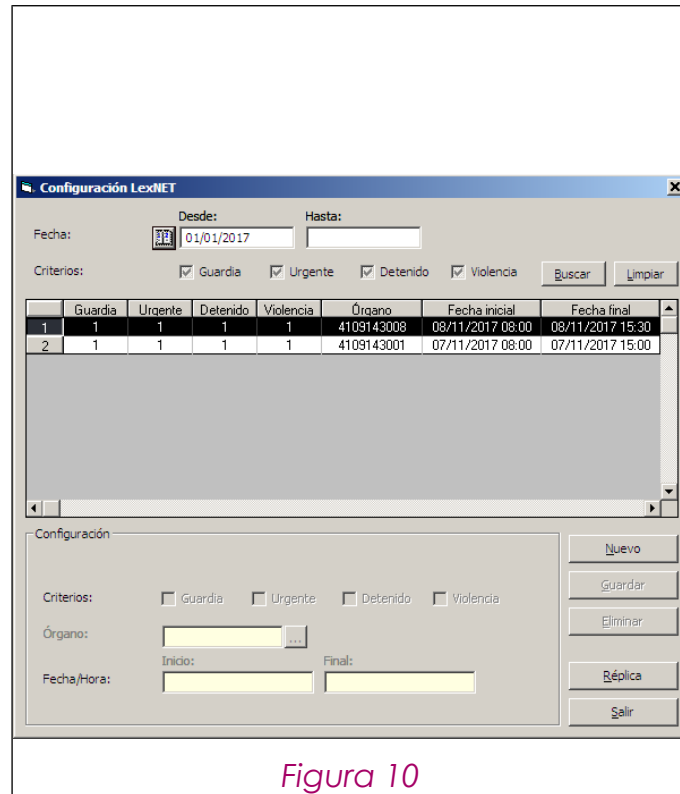 Configuración LexNET
Desde: Hasta:
Fecha: 01/01/2017
Criterios: Guardia Urgente Detenido Violencia Buscar Limpiar
Guardia Urgente Detenido Violencia Órgano Fecha inicial Fecha final
1 1 1 1 1 4109143008 08/11/2017 08:00 08/11/2017 15:30
2 1 1 1 1 4109143001 07/11/2017 08:00 07/11/2017 15:00
Configuración
Nuevo
Criterios: Guardia Urgente Detenido Violencia Guardar
Eliminar
Órgano: ...
Inicio: Final:
Fecha/Hora: Réplica
Salir
Figura 10